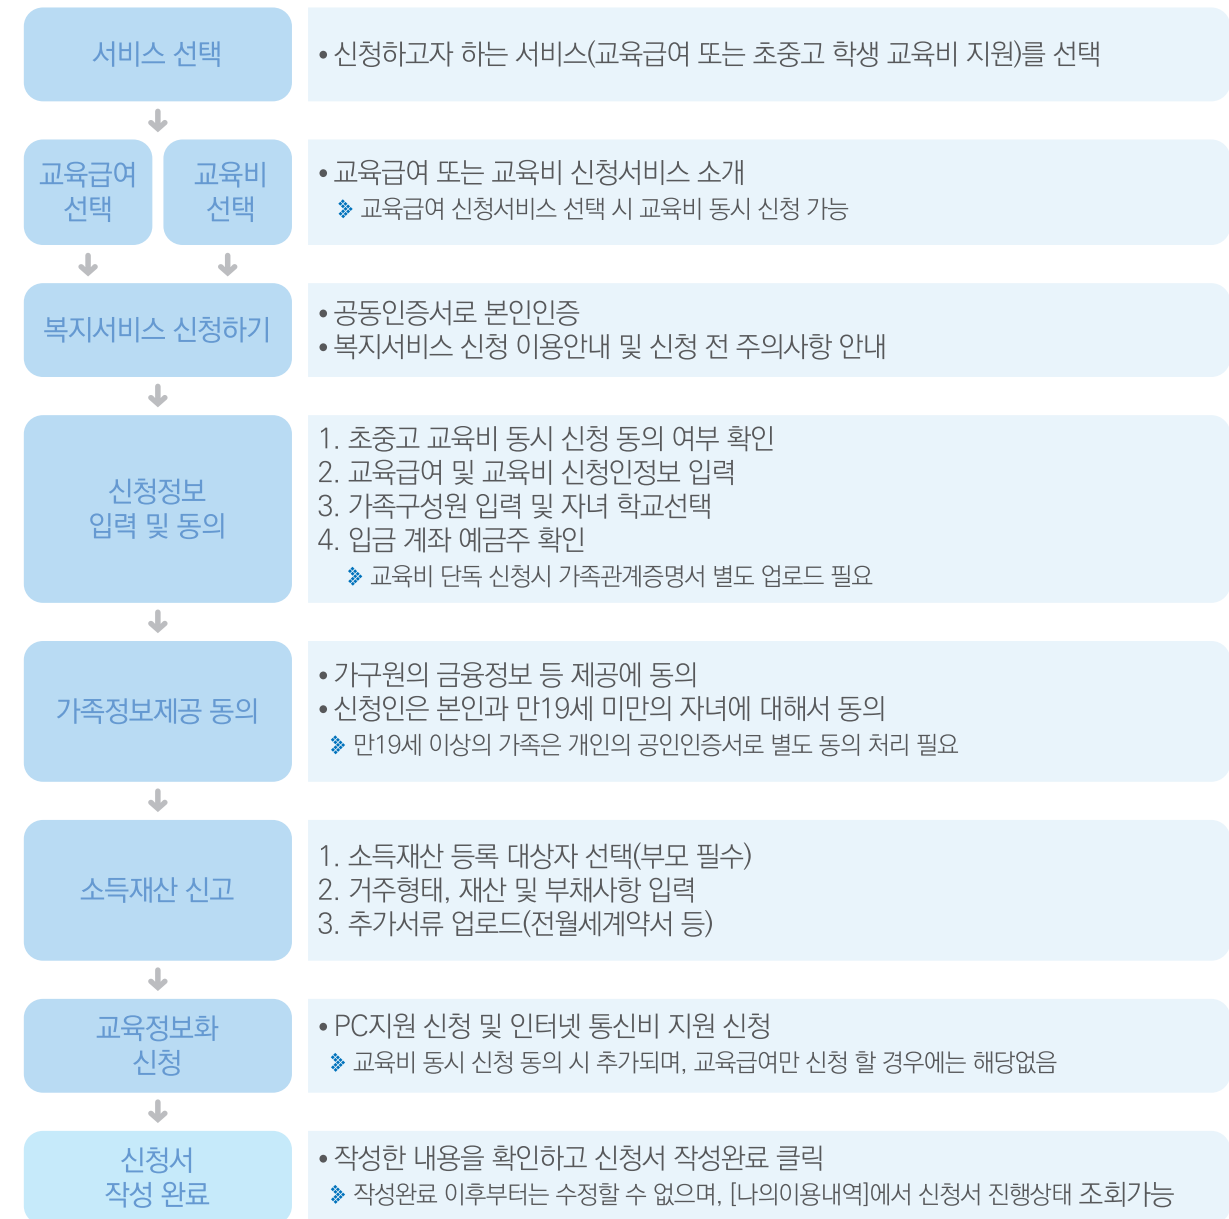 서비스 선택
• 신청하고자 하는 서비스(교육급여 또는 초중고 학생 교육비 지원)를 선택
교육급여
선택
교육비
선택
• 교육급여 또는 교육비 신청서비스 소개
교육급여 신청서비스 선택 시 교육비 동시 신청 가능
복지서비스 신청하기
• 공동인증서로 본인인증
• 복지서비스 신청 이용안내 및 신청 전 주의사항 안내
신청정보
입력 및 동의
1. 초중고 교육비 동시 신청 동의 여부 확인
2. 교육급여 및 교육비 신청인정보 입력
3. 가족구성원 입력 및 자녀 학교선택
4. 입금 계좌 예금주 확인
교육비 단독 신청시 가족관계증명서 별도 업로드 필요
가족정보제공 동의
• 가구원의 금융정보 등 제공에 동의
• 신청인은 본인과 만19세 미만의 자녀에 대해서 동의
만19세 이상의 가족은 개인의 공인인증서로 별도 동의 처리 필요
소득재산 신고
1. 소득재산 등록 대상자 선택(부모 필수)
2. 거주형태, 재산 및 부채사항 입력
3. 추가서류 업로드(전월세계약서 등)
교육정보화
신청
• PC지원 신청 및 인터넷 통신비 지원 신청
교육비 동시 신청 동의 시 추가되며, 교육급여만 신청 할 경우에는 해당없음
신청서
작성 완료
• 작성한 내용을 확인하고 신청서 작성완료 클릭
작성완료 이후부터는 수정할 수 없으며, [나의이용내역]에서 신청서 진행상태 조회가능